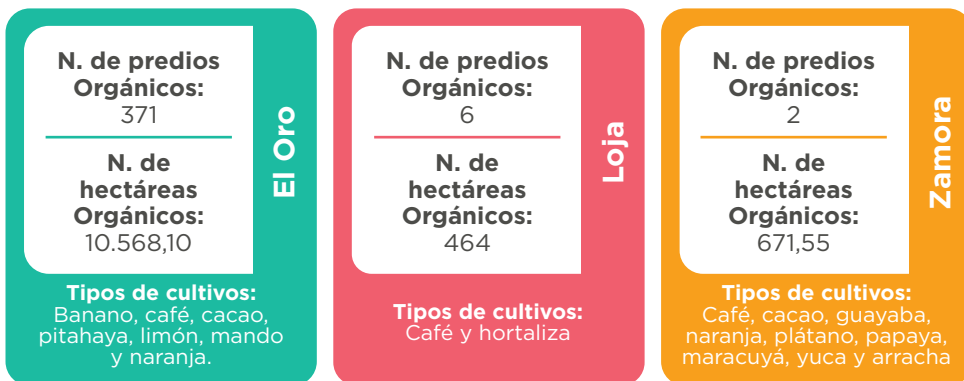 N. de predios
Orgánicos:
371
N. de
hectáreas
Orgánicos:
10.568,10
El Oro
Tipos de cultivos:
Banano, café, cacao,
pitahaya, limón, mando
y naranja.
N. de predios
Orgánicos:
6
N. de
hectáreas
Orgánicos:
464
Loja
Tipos de cultivos:
Café y hortaliza
N. de predios
Orgánicos:
2
N. de
hectáreas
Orgánicos:
671,55
Zamora
Tipos de cultivos:
Café, cacao, guayaba,
naranja, plátano, papaya,
maracuyá, yuca y arracha